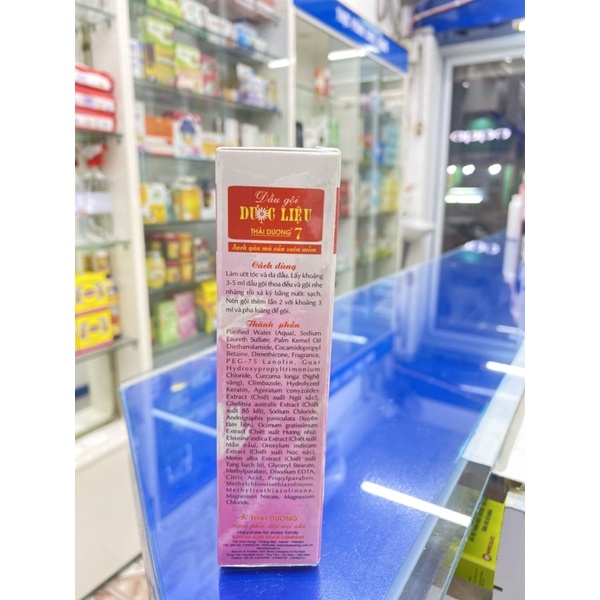 Dầu gội
DƯỢC LIỆU
THÁI DƯƠNG 7
Sạch gàu mà vẫn suôn mềm
Cách dùng
Làm ướt tóc và da đầu. Lấy khoảng
3-5 ml dầu gội thoa đều và gội nhẹ
nhàng rồi xả kỹ bằng nước sạch.
Nên gội thêm lần 2 với khoảng 3
ml và pha loãng để gội.
Thành phần
Purified Water (Aqua), Sodium
Laureth Sulfate, Palm Kernel Oil
Diethanolamide, Cocamidopropyl
Betaine, Dimethicone, Fragrance,
PEG-75 Lanolin, Guar
Hydroxypropyltrimonium
Chloride, Curcuma longa (Nghệ
vàng), Climbazole, Hydrolyzed
Keratin, Ageratum conyzoides
Extract (Chiết xuất Ngũ sắc),
Gleditsia australis Extract (Chiết
xuất Bồ kết), Sodium Chloride,
Andrographis paniculata (Xuyên
tâm liên), Ocimum gratissimum
Extract (Chiết xuất Hương nhu),
Eleusine indica Extract (Chiết xuất
Mần trầu), Oroxylum indicum
Extract (Chiết xuất Núc nác),
Morus alba Extract (Chiết xuất
Tang bạch bì), Glyceryl Stearate,
Methylparaben, Disodium EDTA,
Citric Acid, Propylparaben,
Methylchloroisothiazolinone,
Methylisothiazolinone,
Magnesium Nitrate, Magnesium
Chloride.
THÁI DƯƠNG
Happiness for every family